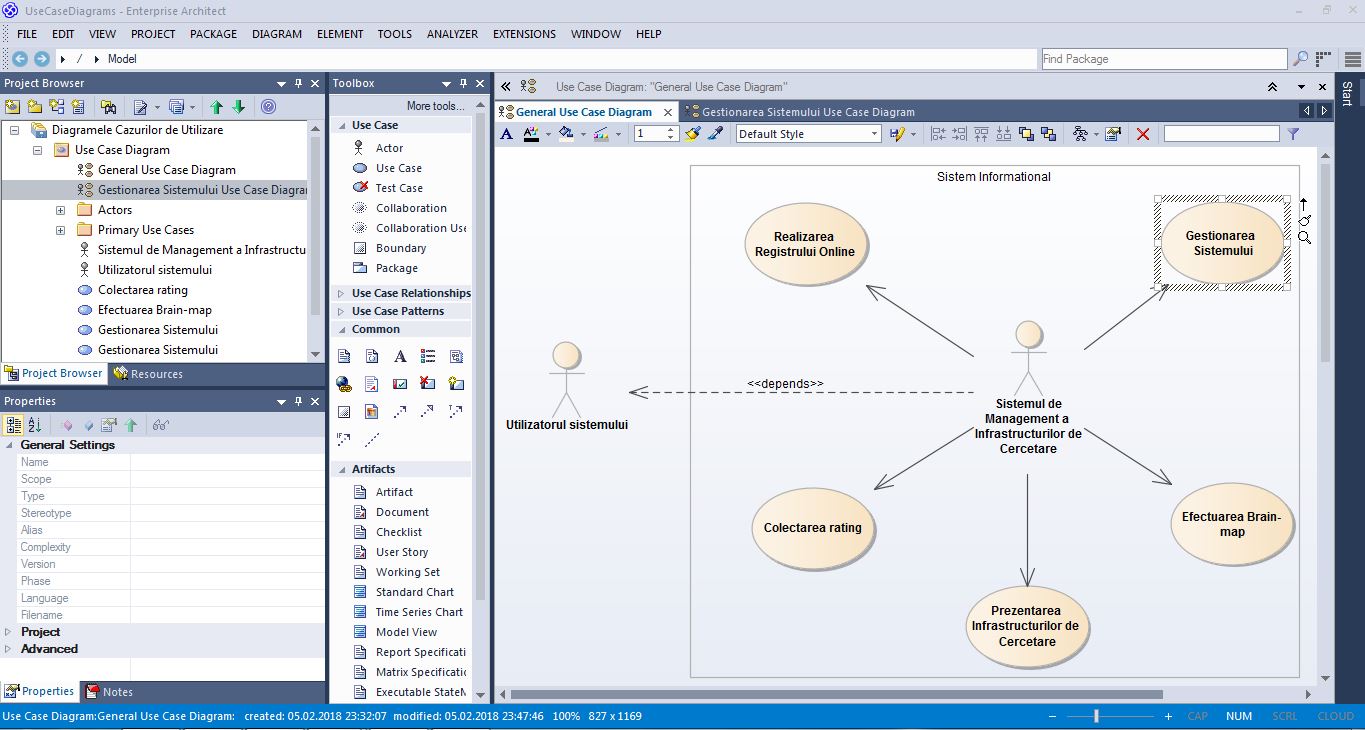 UseCaseDiagrams - Enterprise Architect
FILE EDIT VIEW PROJECT PACKAGE DIAGRAM ELEMENT TOOLS ANALYZER EXTENSIONS WINDOW HELP
/ Model
Find Package
Project Browser
Diagramele Cazurilor de Utilizare
Use Case Diagram
General Use Case Diagram
Gestionarea Sistemului Use Case Diagra
Actors
Primary Use Cases
Sistemul de Management a Infrastructu
Utilizatorul sistemului
Colectarea rating
Efectuarea Brain-map
Gestionarea Sistemului
Gestionarea Sistemului
Project Browser Resources
Properties
General Settings
Name
Scope
Type
Stereotype
Alias
Complexity
Version
Phase
Language
Filename
Project
Advanced
Properties Notes
Toolbox
More tools...
Use Case
Actor
Use Case
Test Case
Collaboration
Collaboration Use
Boundary
Package
Use Case Relationships
Use Case Patterns
Common
Artifacts
Artifact
Document
Checklist
User Story
Working Set
Standard Chart
Time Series Chart
Model View
Report Specificati
Matrix Specificatio
Executable StateM
Use Case Diagram: "General Use Case Diagram"
General Use Case Diagram Gestionarea Sistemului Use Case Diagram
1 Default Style
Start
Sistem Informational
Realizarea
Registrului Online
Gestionarea
Sistemului
<<depends>>
Utilizatorul sistemului
Sistemul de
Management a
Infrastructurilor de
Cercetare
Colectarea rating
Efectuarea Brain-
map
Prezentarea
Infrastructurilor de
Cercetare
Use Case Diagram:General Use Case Diagram: created: 05.02.2018 23:32:07 modified: 05.02.2018 23:47:46 100% 827 x 1169
CAP NUM SCRL CLOUD